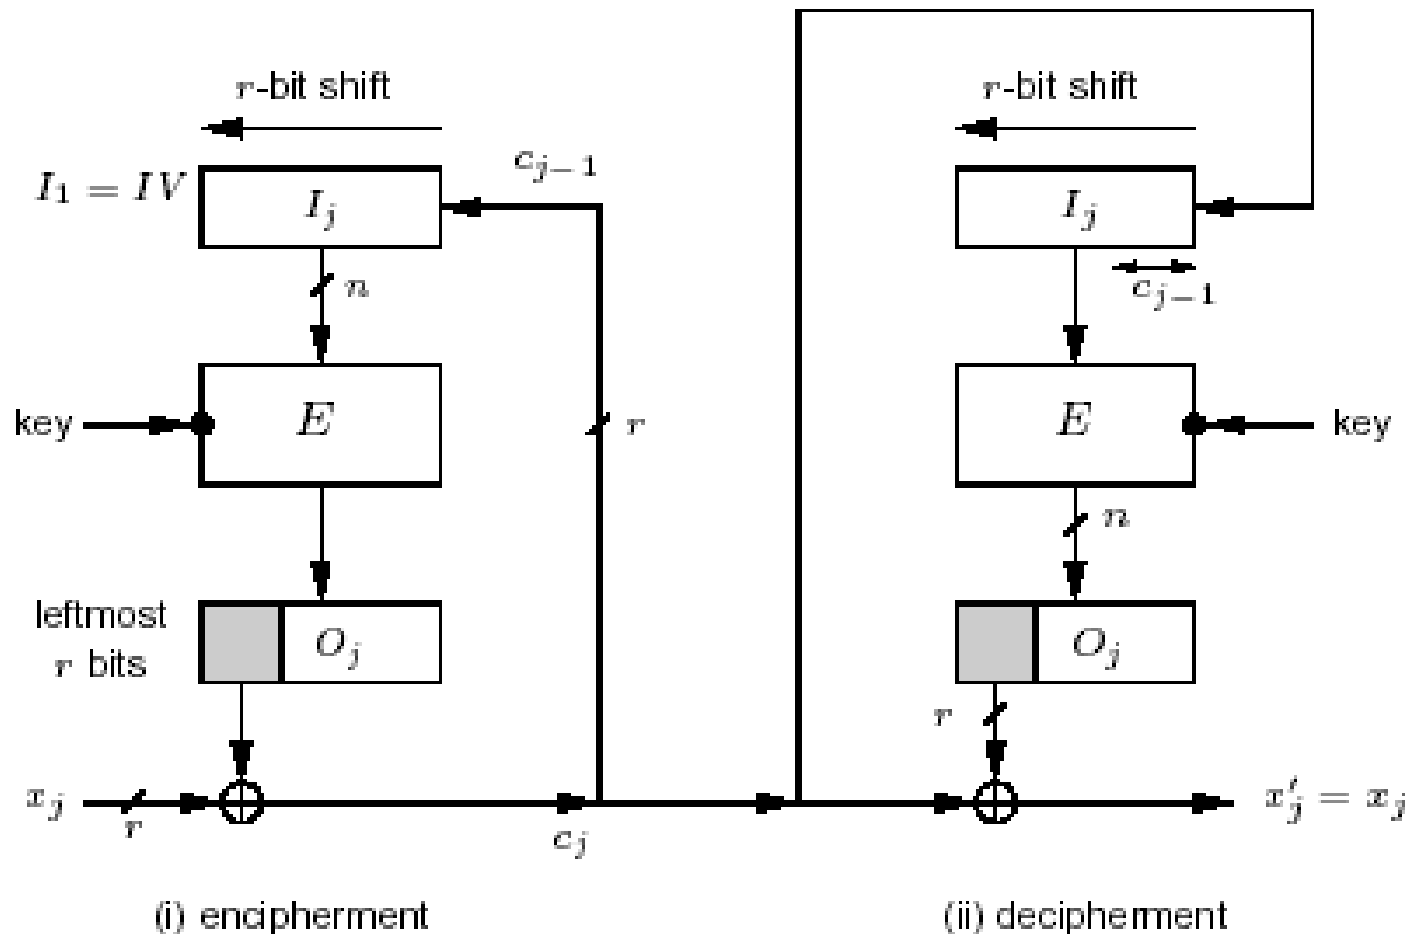 r-bit shift
c_{j-1}
I_1 = IV
I_j
n
key
E
r
leftmost
r bits
O_j
x_j
r
c_j
(i) encipherment
r-bit shift
I_j
c_{j-1}
E
key
n
O_j
r
x'_j = x_j
(ii) decipherment